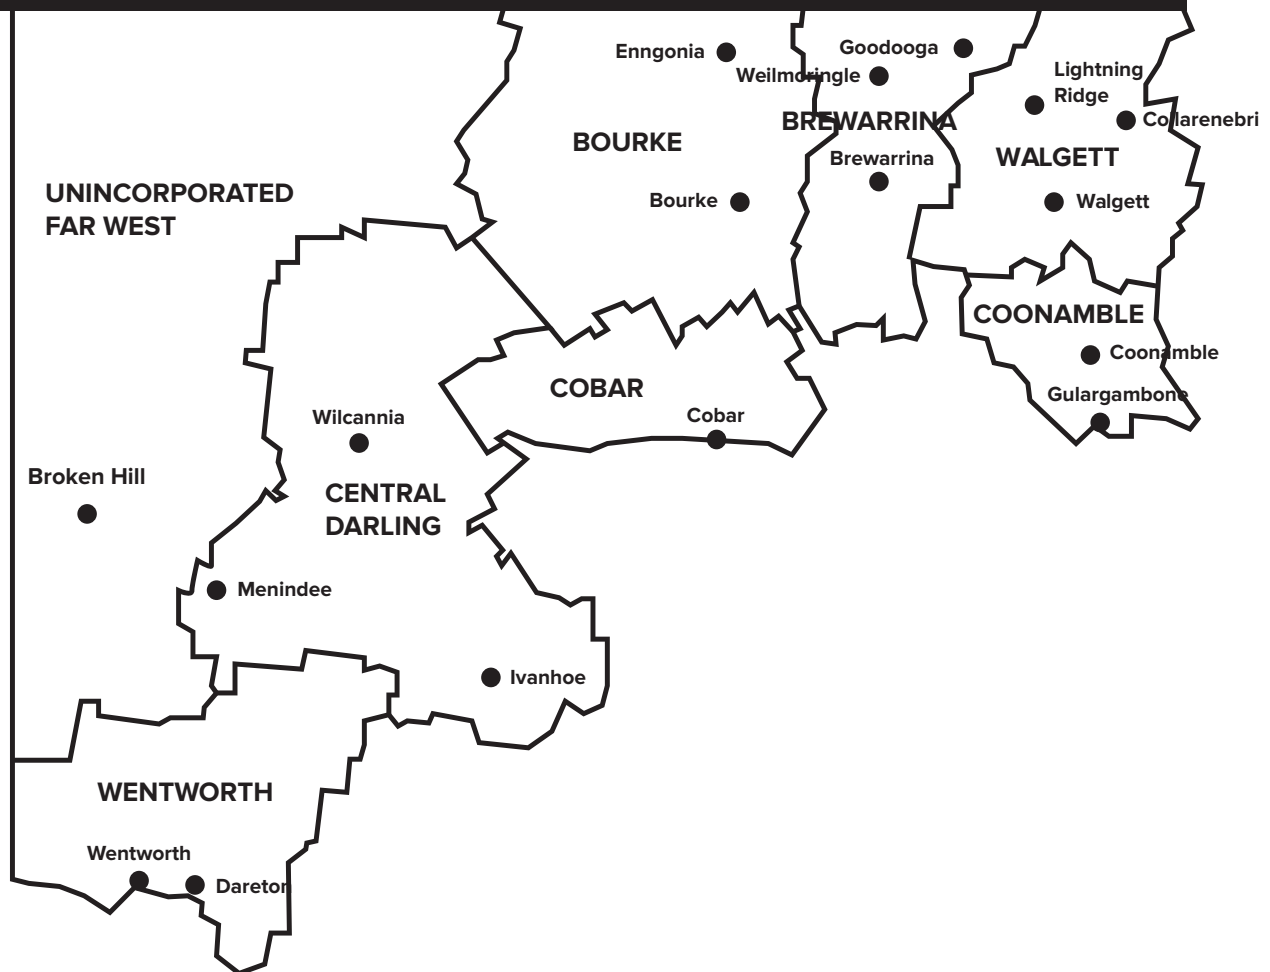 Enngonia
Goodooga
Weilmoringle
Lightning
Ridge
Collarenebri
BREWARRINA
BOURKE
WALGETT
Brewarrina
UNINCORPORATED
FAR WEST
Bourke
Walgett
COONAMBLE
Coonamble
COBAR
Gulargambone
Wilcannia
Cobar
Broken Hill
CENTRAL
DARLING
Menindee
Ivanhoe
WENTWORTH
Wentworth
Dareton